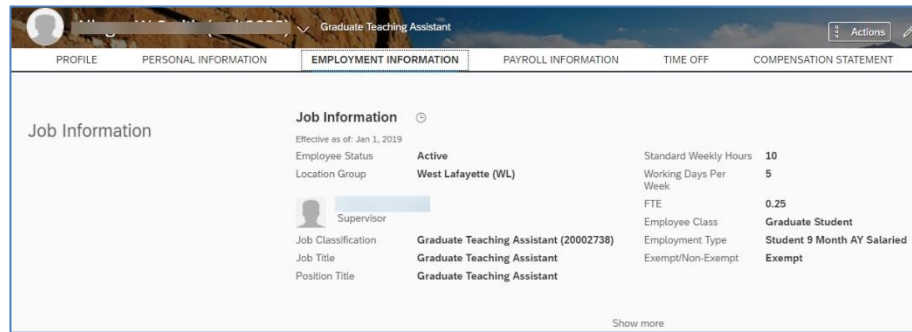 Graduate Teaching Assistant
Actions
PROFILE PERSONAL INFORMATION EMPLOYMENT INFORMATION PAYROLL INFORMATION TIME OFF COMPENSATION STATEMENT
Job Information
Job Information
Effective as of: Jan 1, 2019
Employee Status Active
Location Group West Lafayette (WL)
Supervisor
Job Classification Graduate Teaching Assistant (20002738)
Job Title Graduate Teaching Assistant
Position Title Graduate Teaching Assistant
Standard Weekly Hours 10
Working Days Per Week 5
FTE 0.25
Employee Class Graduate Student
Employment Type Student 9 Month AY Salaried
Exempt/Non-Exempt Exempt
Show more